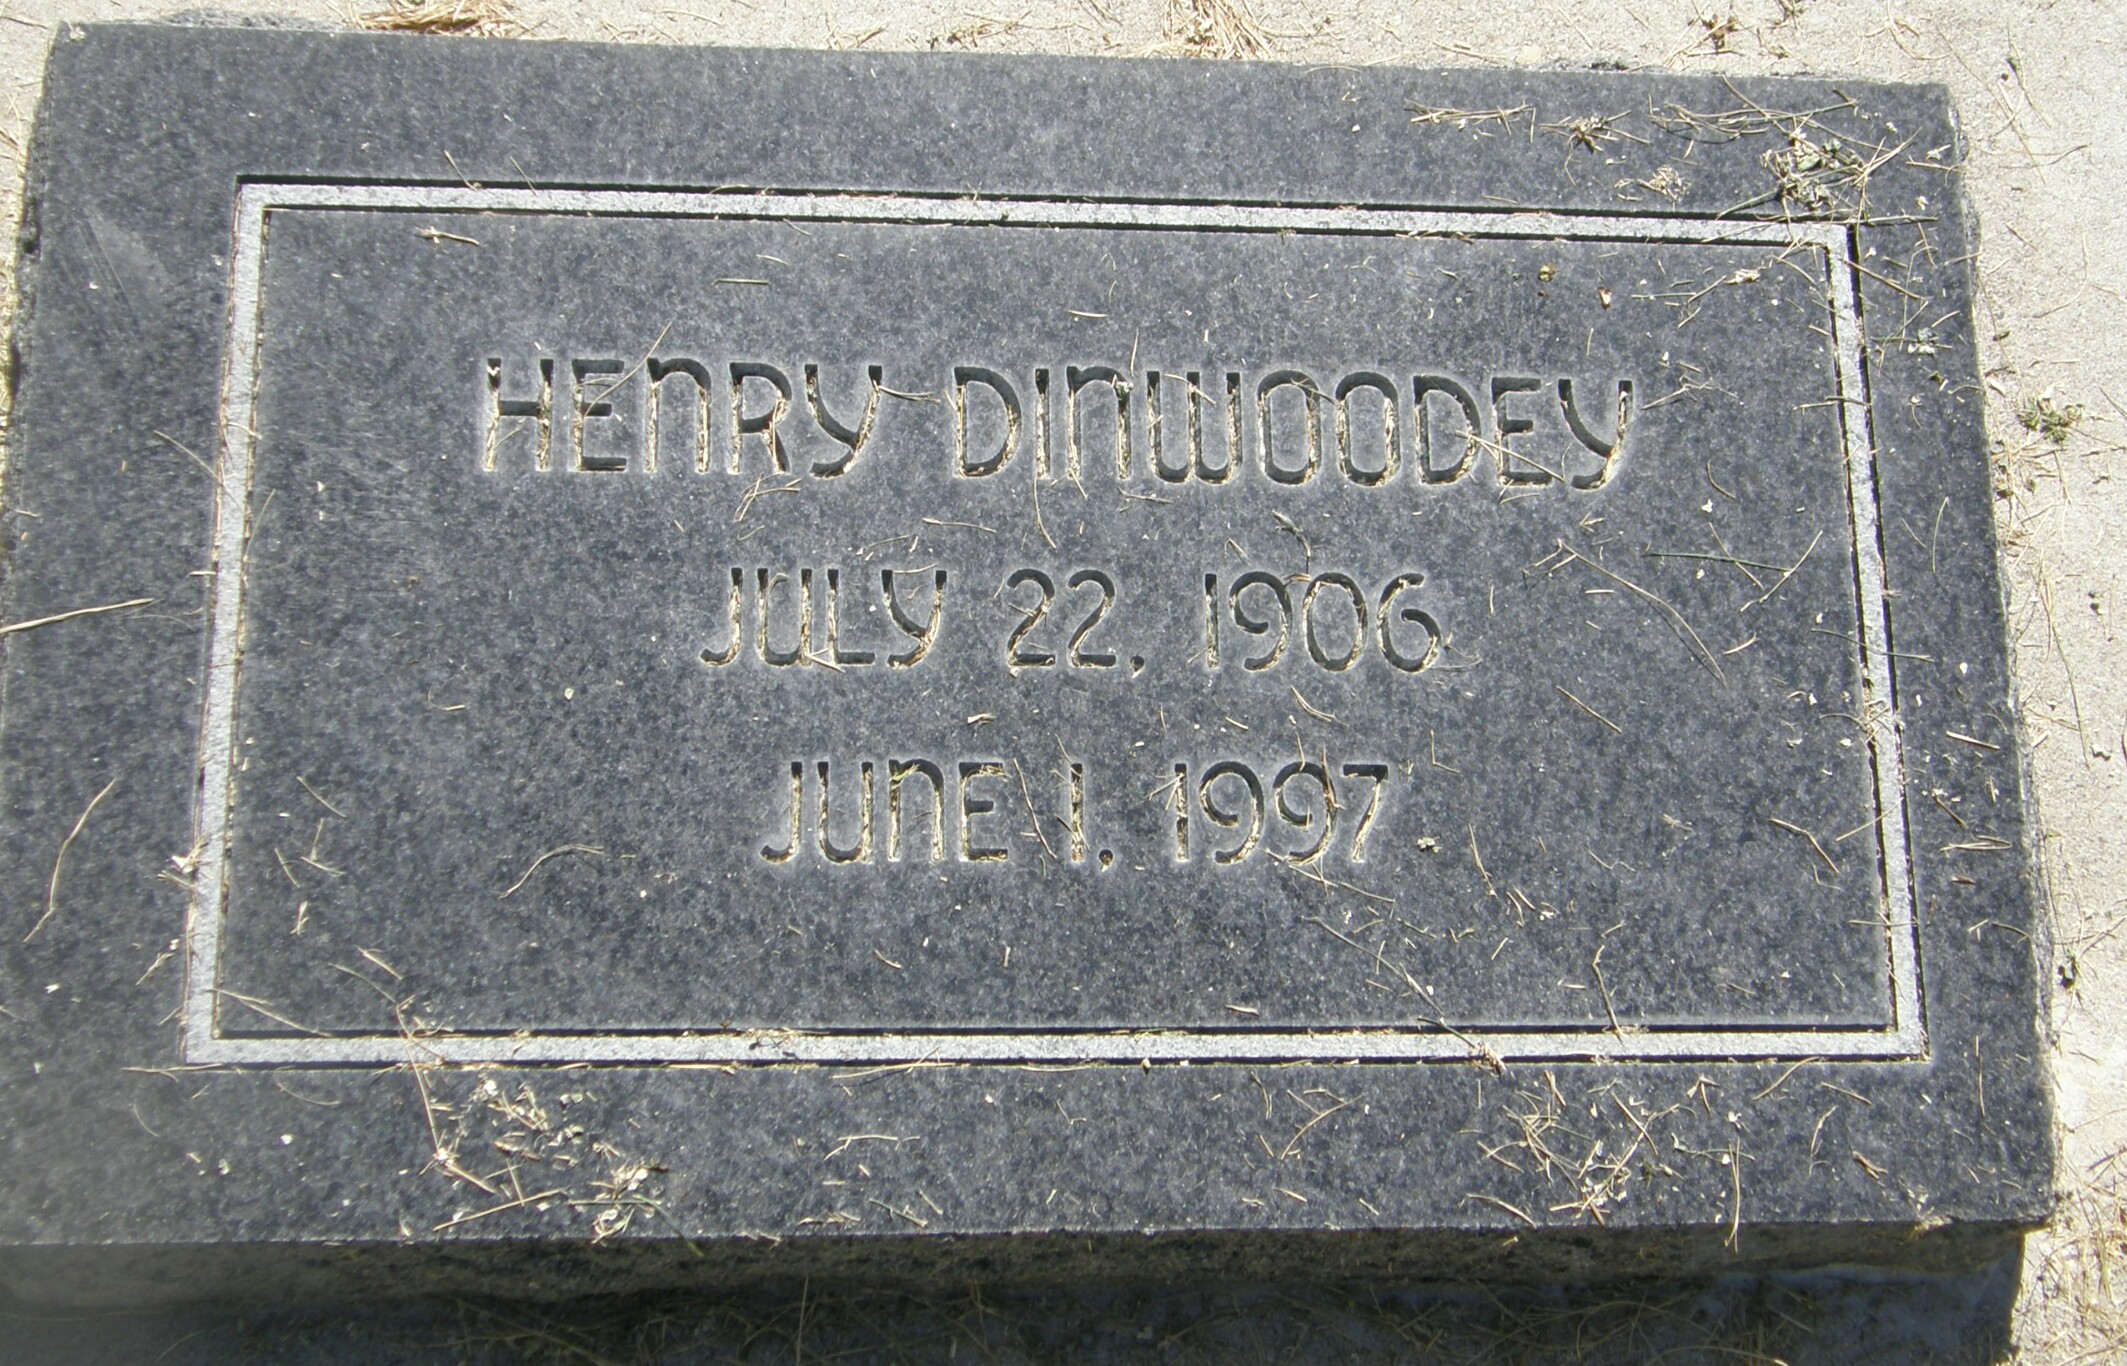 HENRY DINWOODEY
JULY 22, 1906
JUNE 1, 1997